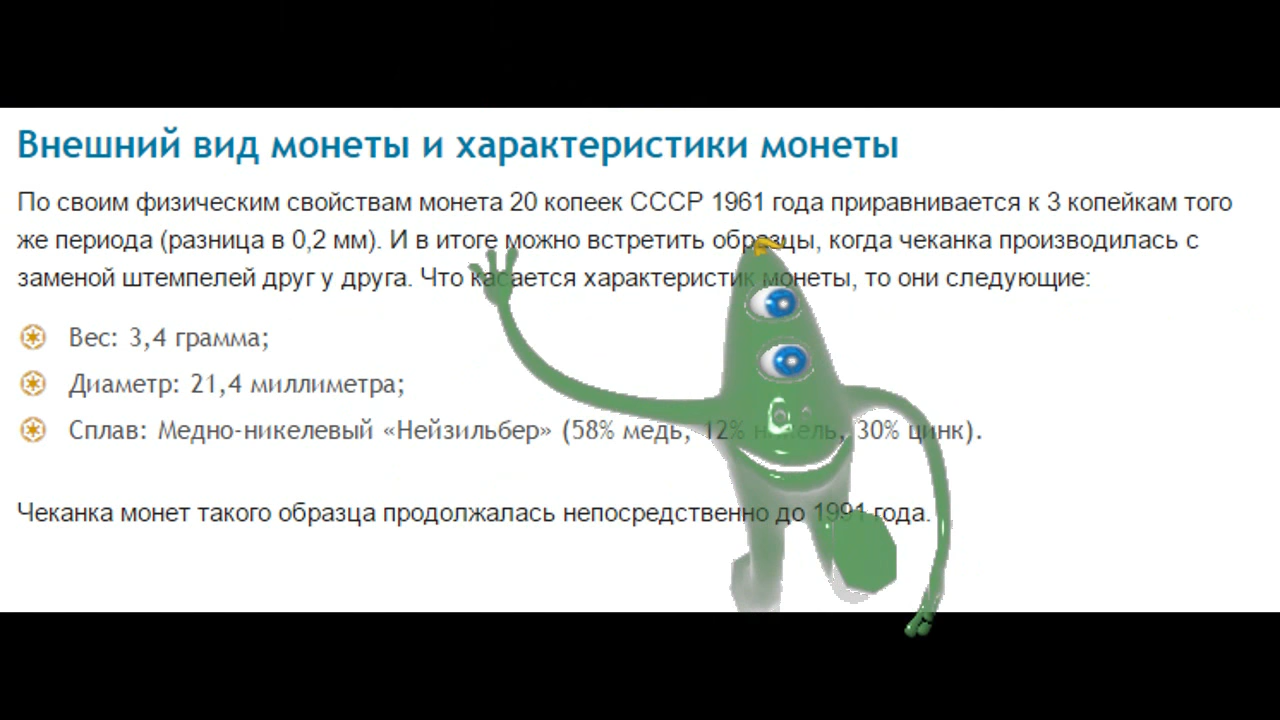 Внешний вид монеты и характеристики монеты
По своим физическим свойствам монета 20 копеек СССР 1961 года приравнивается к 3 копейкам того
же периода (разница в 0,2 мм). И в итоге можно встретить образцы, когда чеканка производилась с
заменой штемпелей друг у друга. Что касается характеристик монеты, то они следующие:
Вес: 3,4 грамма;
Диаметр: 21,4 миллиметра;
Сплав: Медно-никелевый «Нейзильбер» (58% медь, 12% никель, 30% цинк).
Чеканка монет такого образца продолжалась непосредственно до 1991 года.